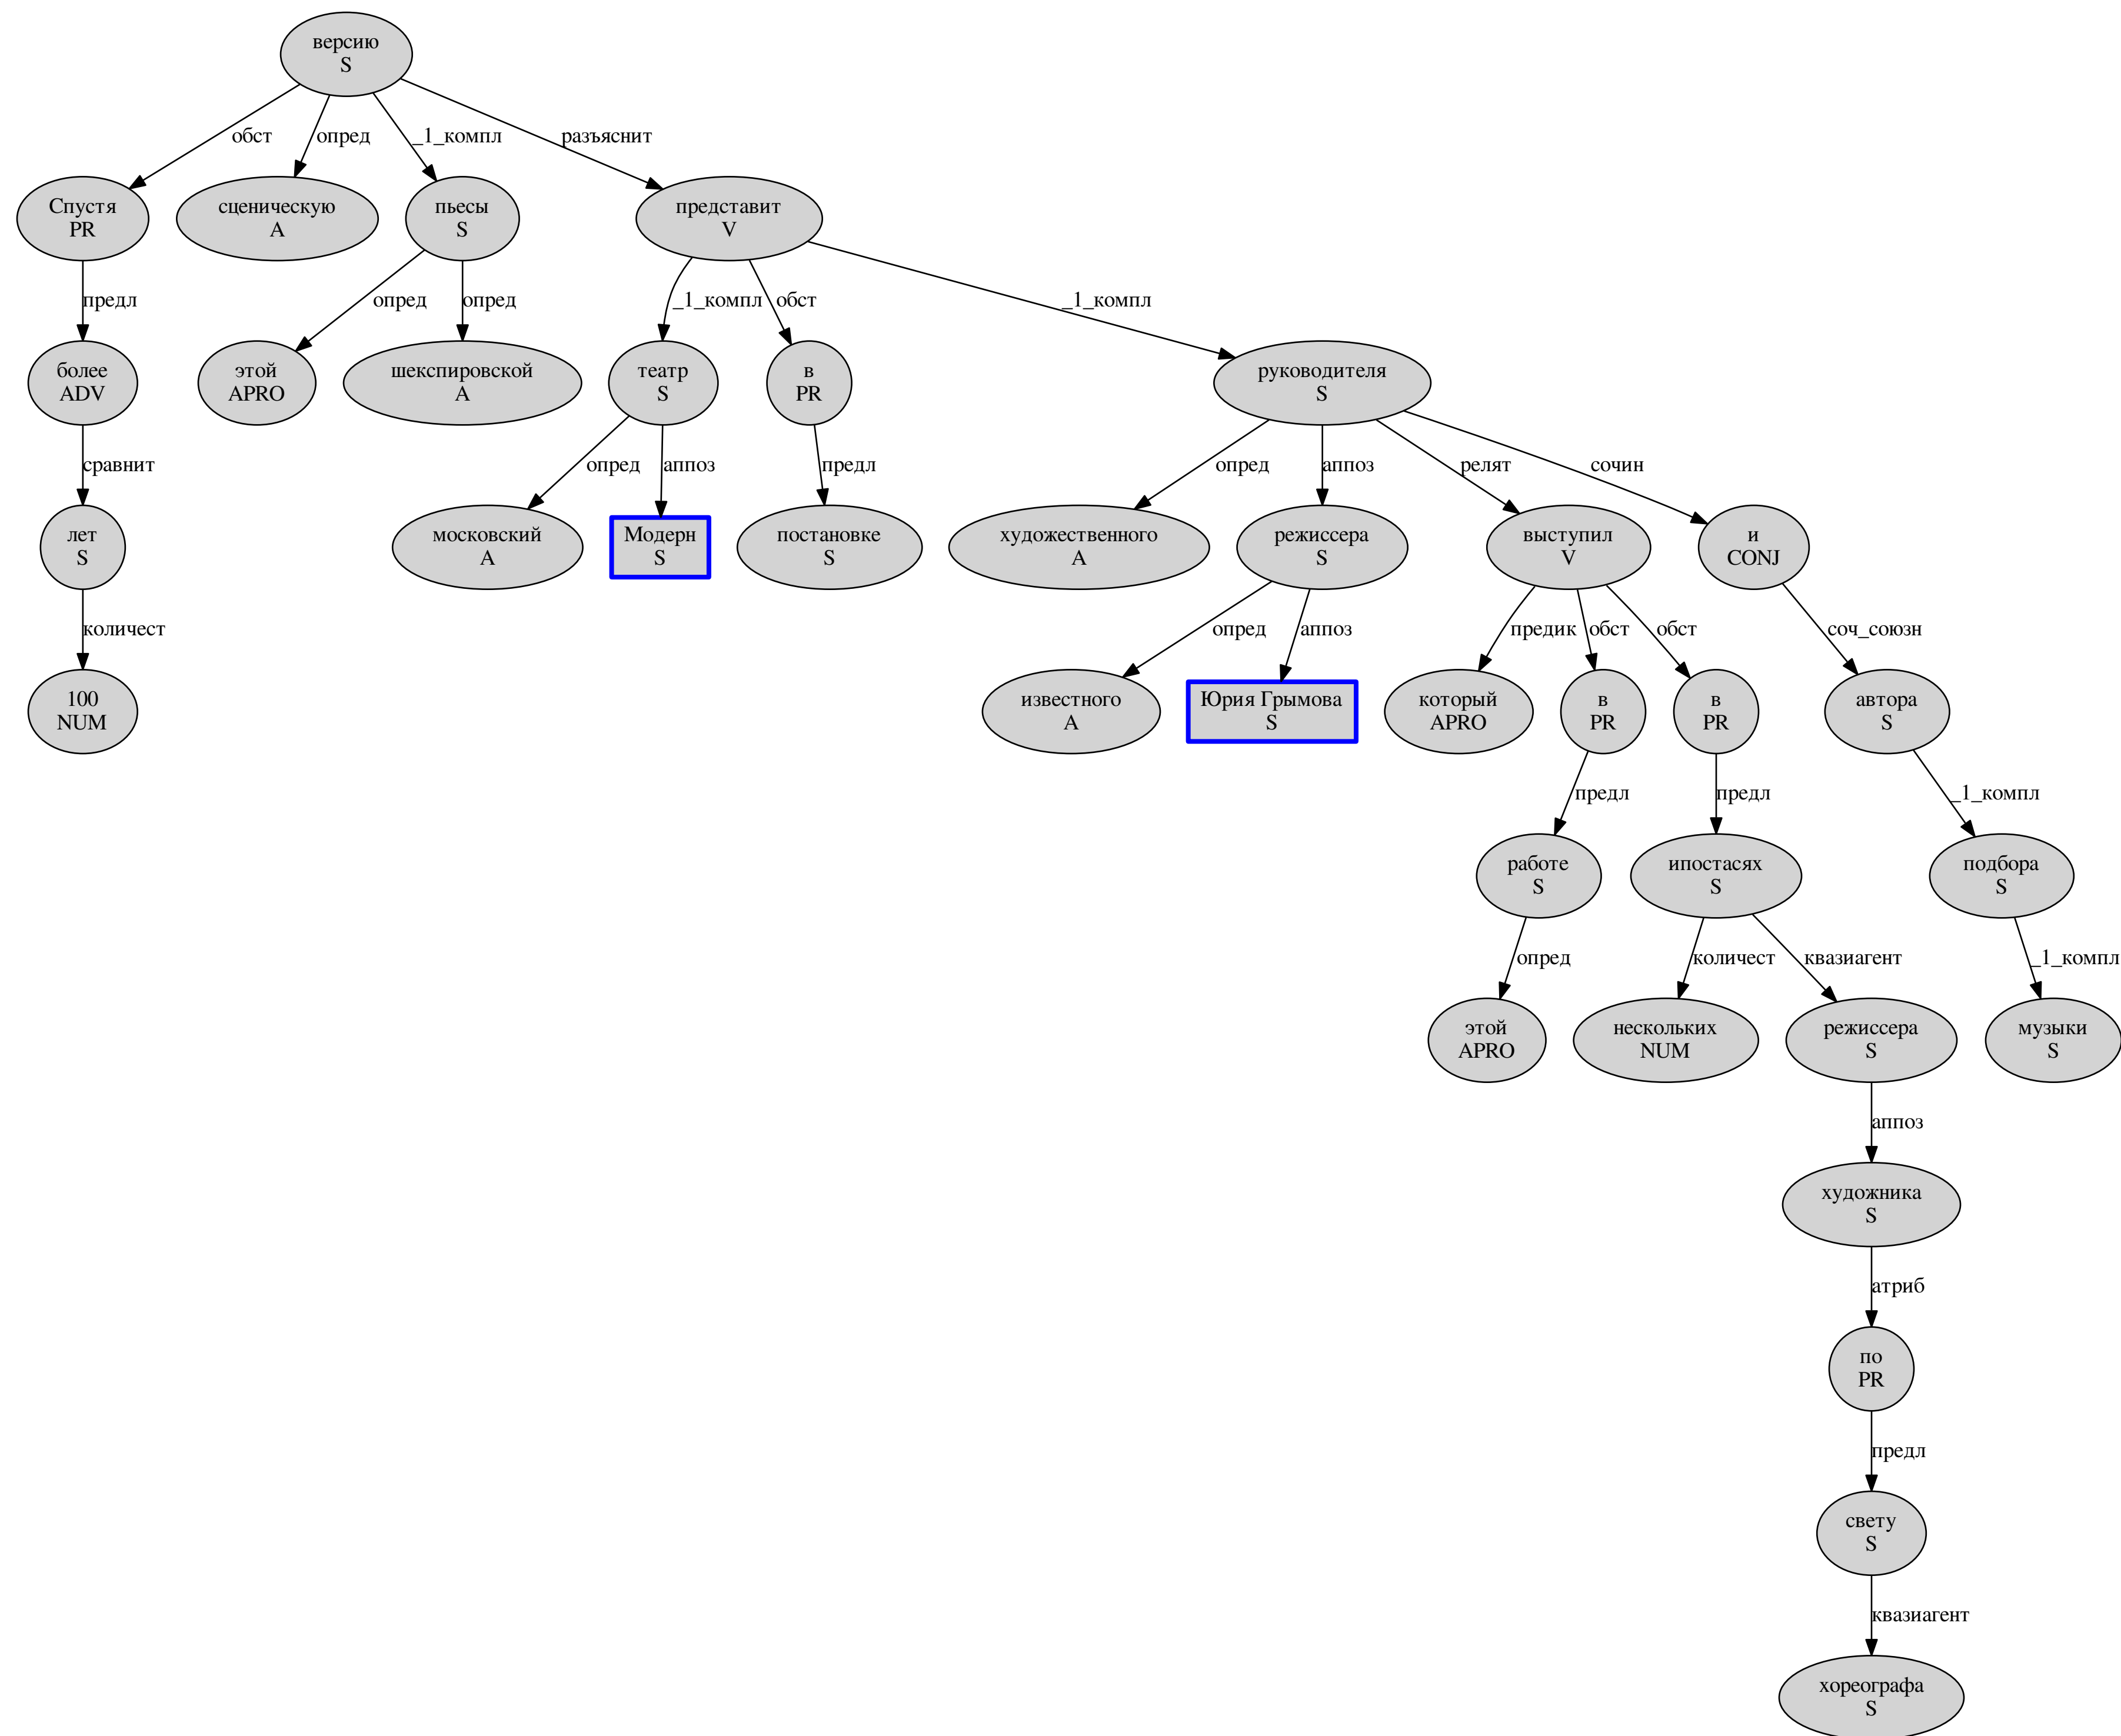 версию
S
обст
опред
_1_компл
разъяснит
Спустя
PR
сценическую
A
пьесы
S
представит
V
предл
опред
опред
_1_компл
обст
_1_компл
более
ADV
этой
APRO
шекспировской
A
театр
S
в
PR
руководителя
S
сравнит
опред
аппоз
предл
опред
аппоз
релят
сочин
лет
S
московский
A
Модерн
S
постановке
S
художественного
A
режиссера
S
выступил
V
и
CONJ
количест
опред
аппоз
предик
обст
обст
соч_союзн
100
NUM
известного
A
Юрия Грымова
S
который
APRO
в
PR
в
PR
автора
S
предл
предл
_1_компл
работе
S
ипостасях
S
подбора
S
опред
количест
квазиагент
_1_компл
этой
APRO
нескольких
NUM
режиссера
S
музыки
S
аппоз
художника
S
атриб
по
PR
предл
свету
S
квазиагент
хореографа
S